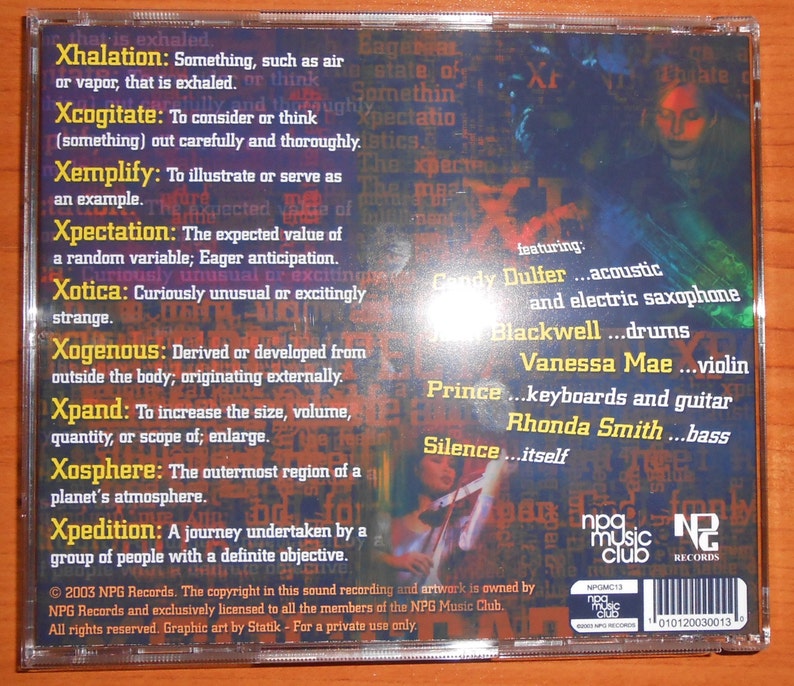 Xhalation: Something, such as air
or vapor, that is exhaled.
Xcogitate: To consider or think
(something) out carefully and thoroughly.
Xemplify: To illustrate or serve as
an example.
Xpectation: The expected value of
a random variable; Eager anticipation.
Xotica: Curiously unusual or excitingly
strange.
Xogenous: Derived or developed from
outside the body; originating externally.
Xpand: To increase the size, volume,
quantity, or scope of; enlarge.
Xosphere: The outermost region of a
planet's atmosphere.
Xpedition: A journey undertaken by a
group of people with a definite objective.
featuring:
Candy Dulfer ...acoustic
and electric saxophone
Blackwell ...drums
Vanessa Mae ...violin
Prince ...keyboards and guitar
Rhonda Smith ...bass
Silence ...itself
npg
music
club
NPG
RECORDS
© 2003 NPG Records. The copyright in this sound recording and artwork is owned by
NPG Records and exclusively licensed to all the members of the NPG Music Club.
All rights reserved. Graphic art by Statik - For a private use only.
NPGMC13
npg
music
club
©2003 NPG RECORDS
1 010120030013 0